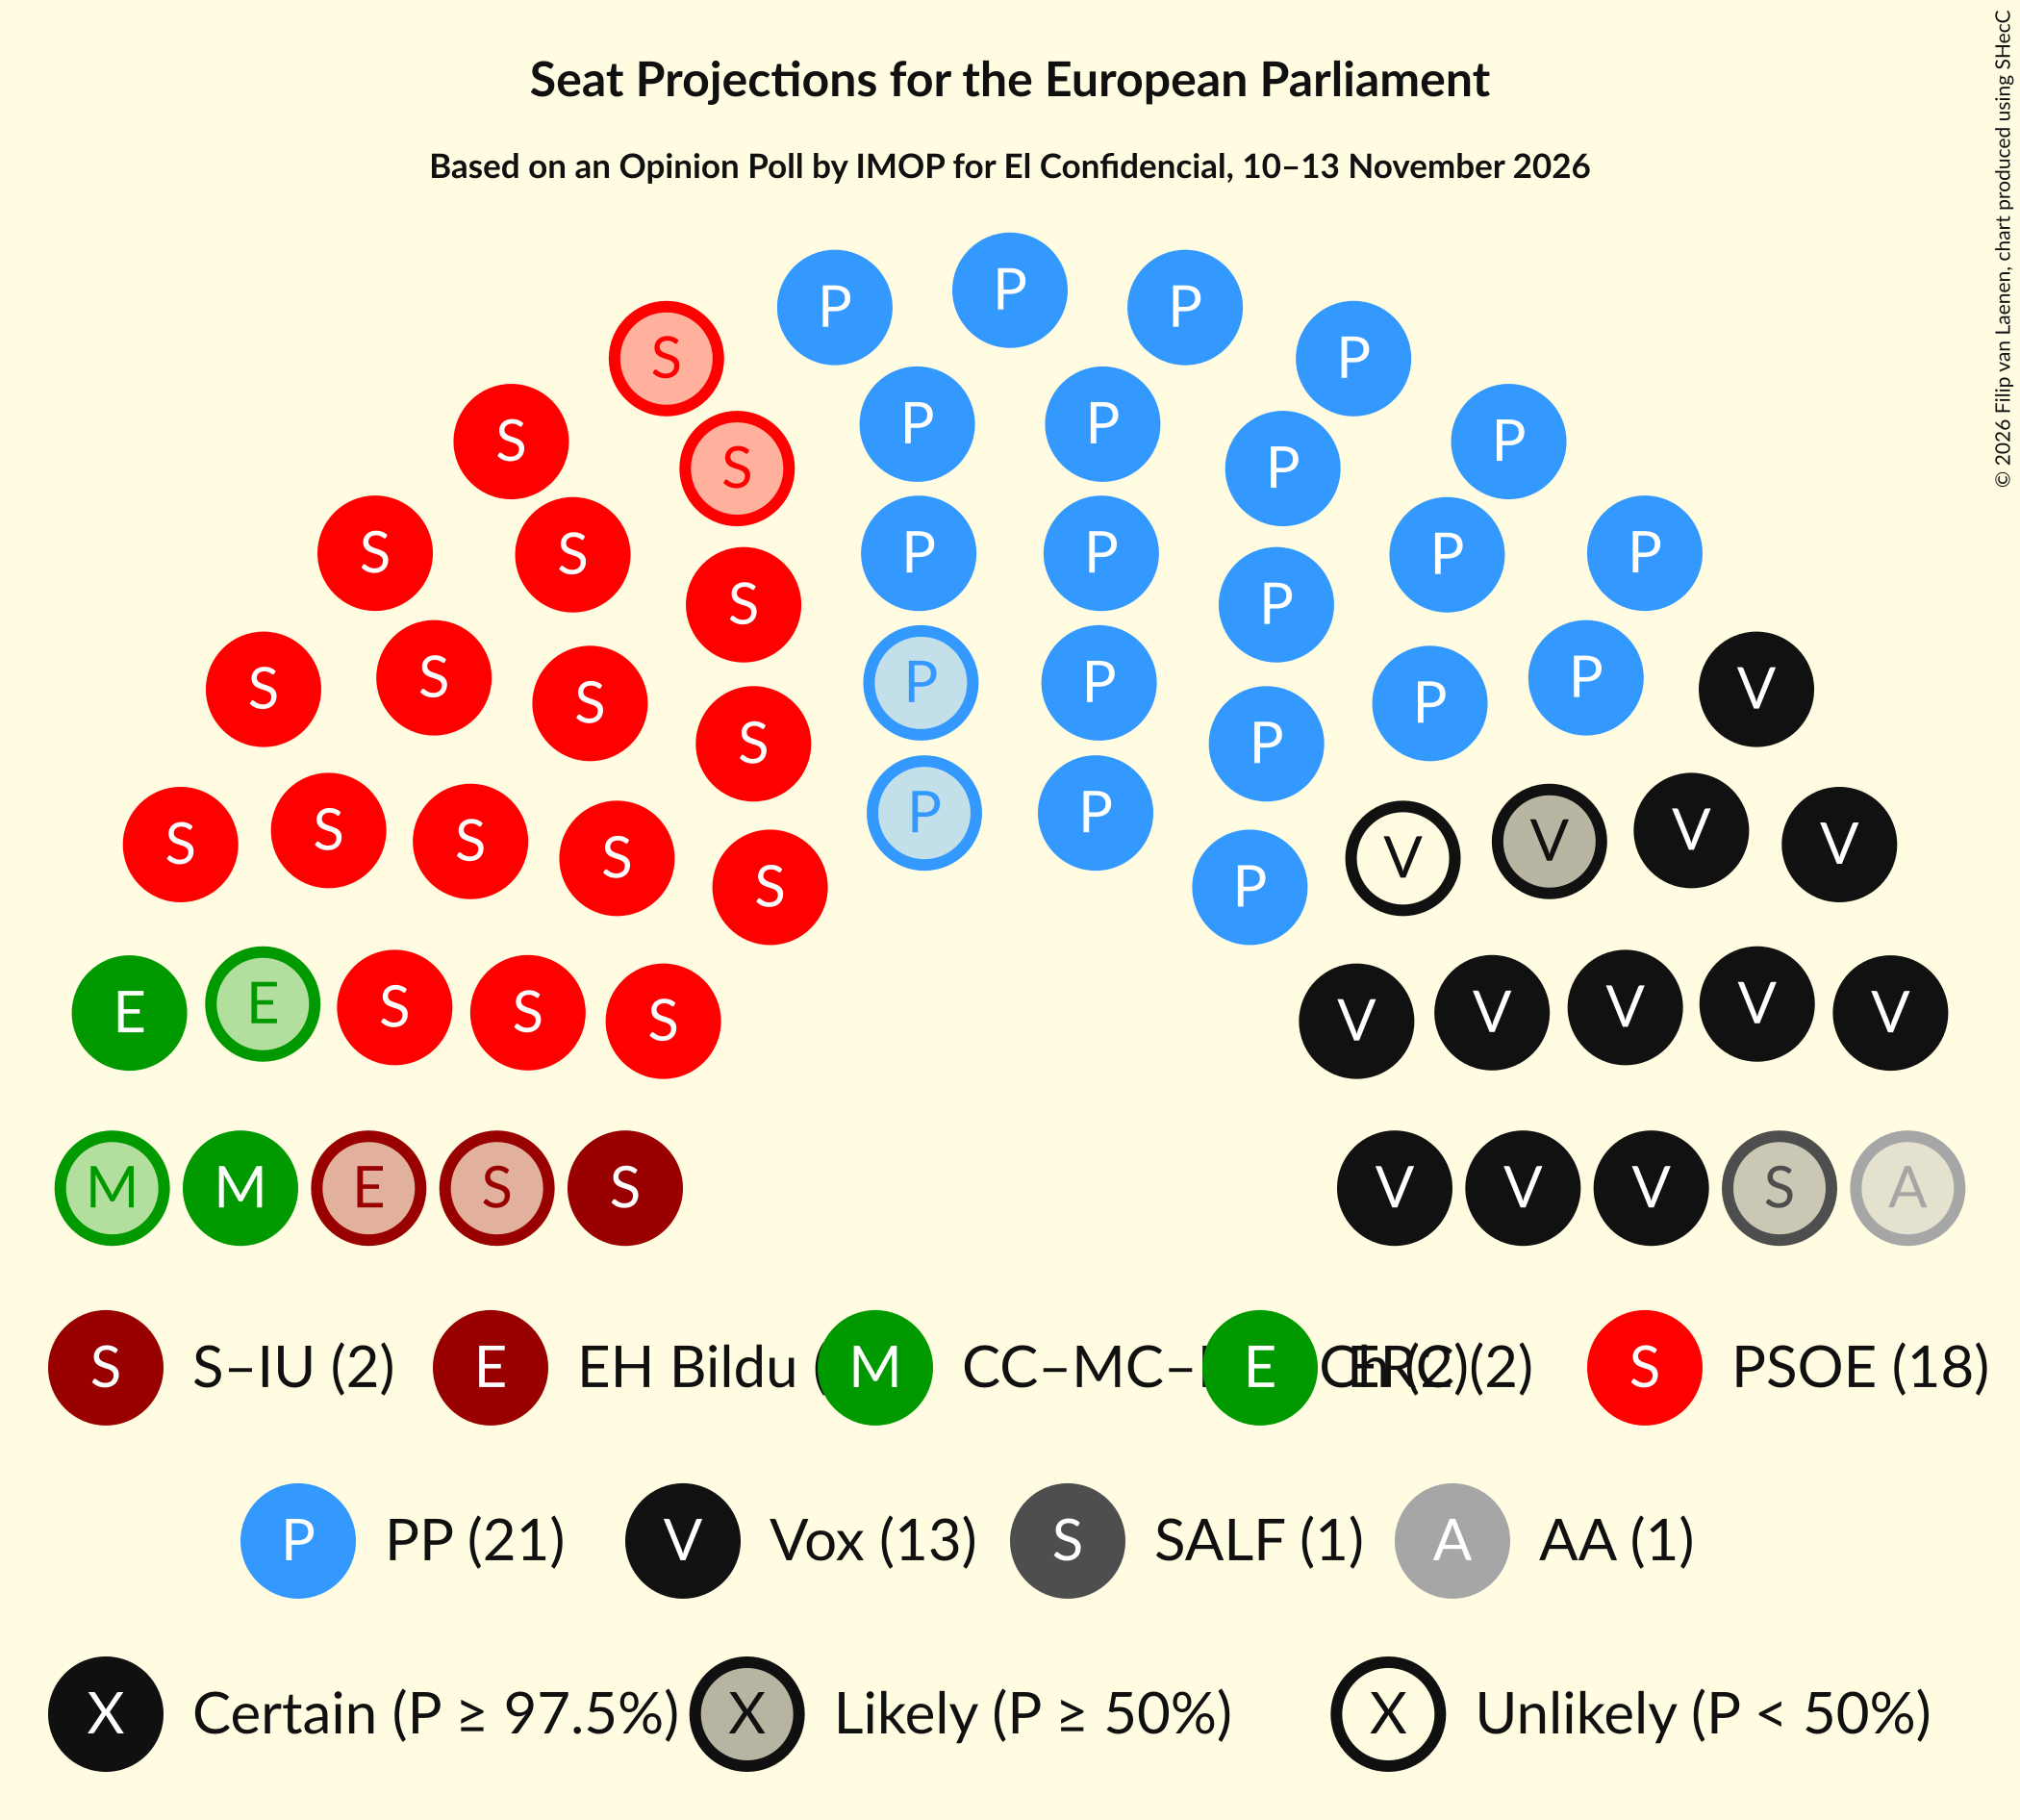 Seat Projections for the European Parliament
Based on an Opinion Poll by IMOP for El Confidencial, 10–13 November 2026
© 2026 Filip van Laenen, chart produced using SHecC
P P P P
S P P P P
S S P P
S S S P P P P
S P P
S S S P P P P V
S P P
S S S S P P V V V V
S P
E E S S S V V V V V
M M E S S V V V S A
S S–IU (2) E EH Bildu M CC–MC– E ERC (2) S PSOE (18)
P PP (21) V Vox (13) S SALF (1) A AA (1)
X Certain (P ≥ 97.5%) X Likely (P ≥ 50%) X Unlikely (P < 50%)